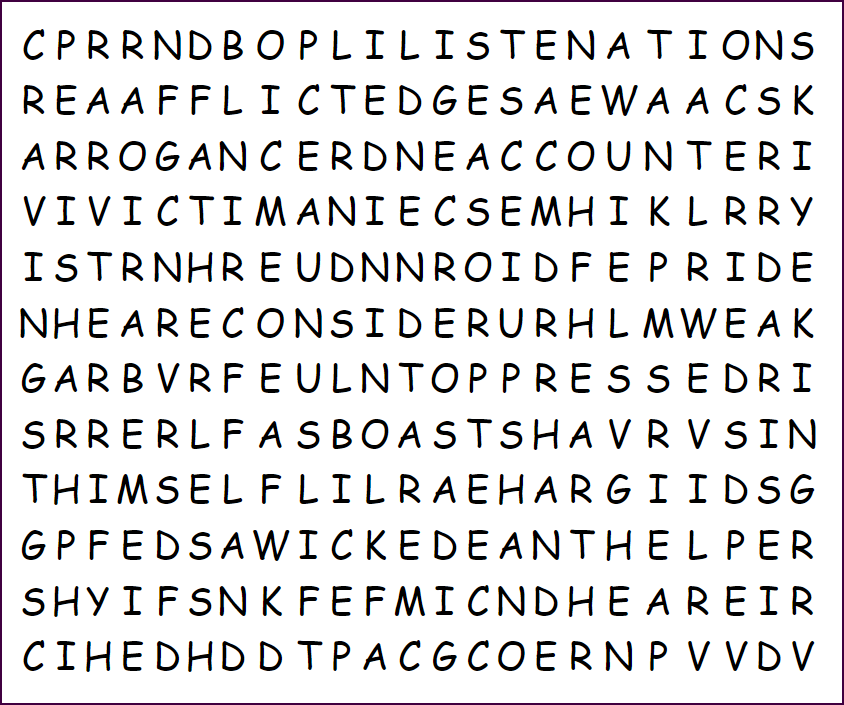 CPRRNDBOPLILISTENATIONS
REAAFFLICTEDGESAEWAACSK
ARROGANCERDNEACCOUNTERI
VIVICTIMANIECSEMHIKLRRY
ISTRNHREUDNNROIDFEPRIDE
NHEARECONSIDERURHLMWEAK
GARBVRFEULNTOPPRESSEDRI
SRRERLFASBOASTSHAVRVSIN
THIMSELFLILRAEHARGIIDSG
GPFEDSAWICKEDEANTHELPER
SHYIFSNKFEFMICNDHEAREIR
CIHEDHDDTPACGCOERNPVVDV